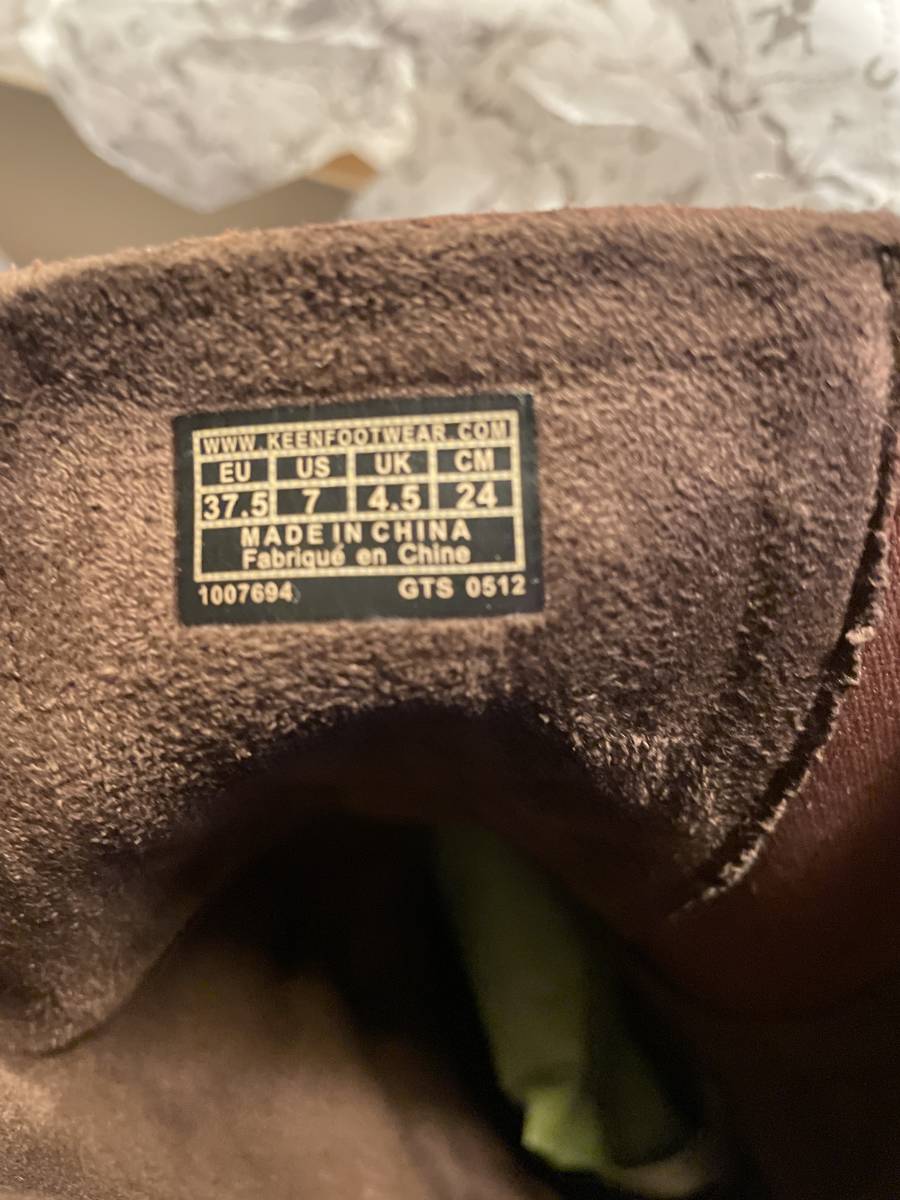 WWW.KEENFOOTWEAR.COM
EU US UK CM
37.5 7 4.5 24
MADE IN CHINA
Fabriqué en Chine
1007694 GTS 0512